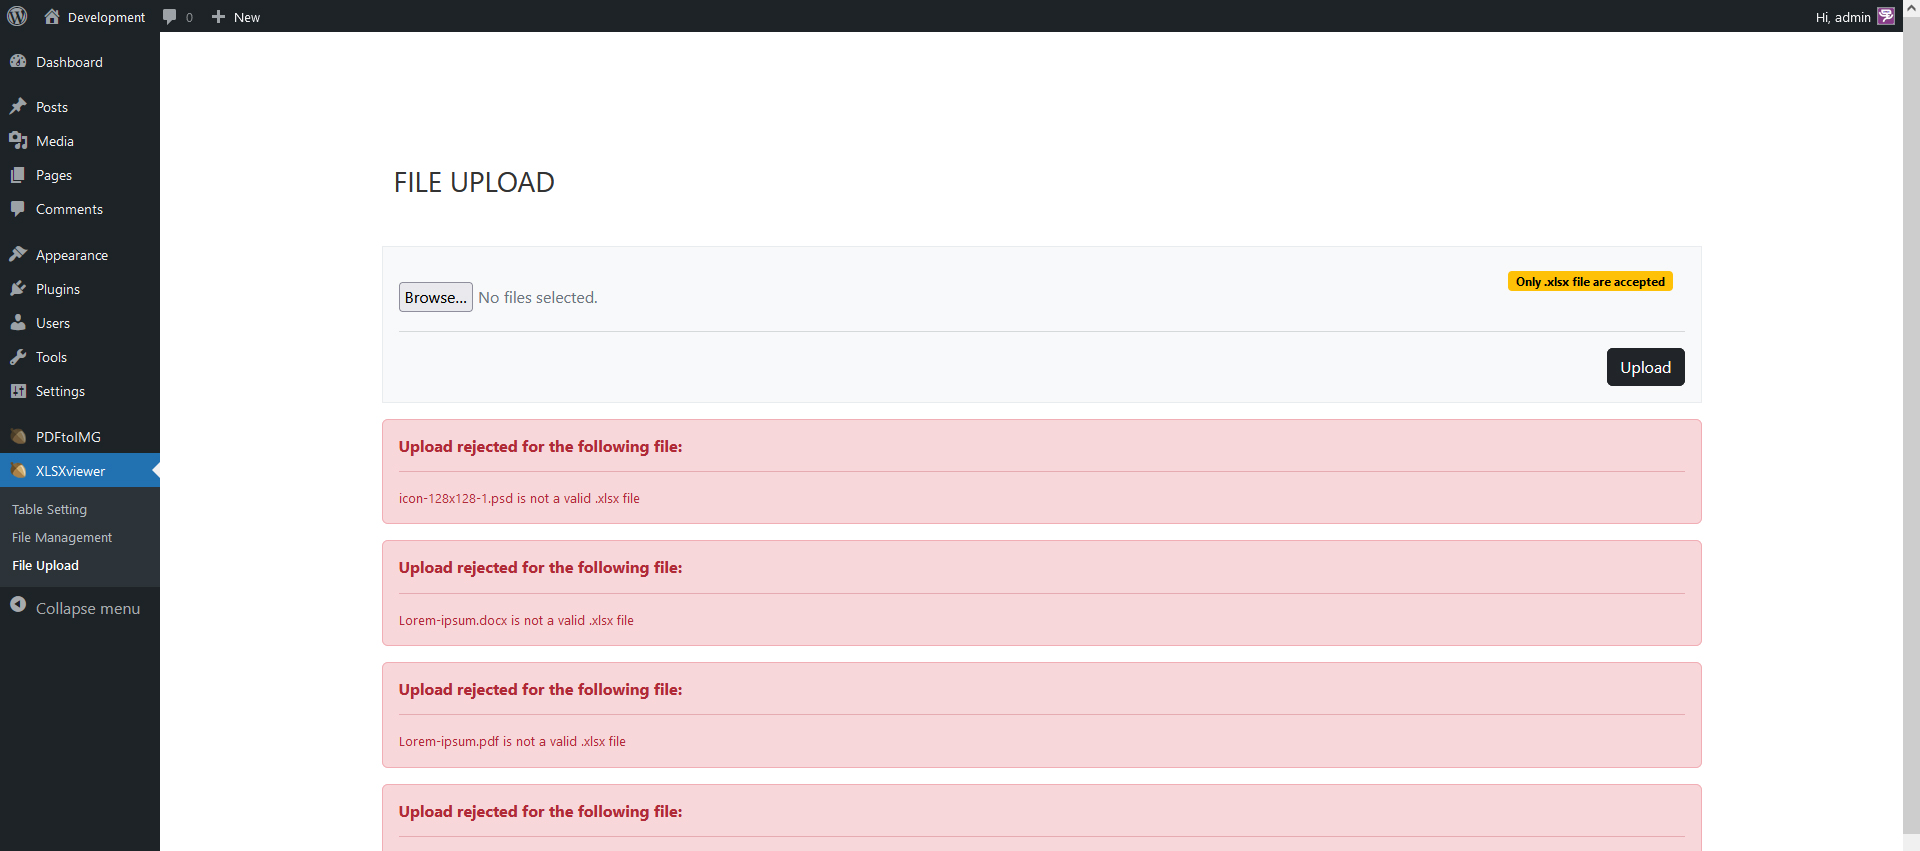 Development
0
New
Hi, admin
Dashboard
Posts
Media
Pages
Comments
Appearance
Plugins
Users
Tools
Settings
PDFtoIMG
XLSXviewer
Table Setting
File Management
File Upload
Collapse menu
FILE UPLOAD
Browse... No files selected.
Only .xlsx file are accepted
Upload
Upload rejected for the following file:
icon-128x128-1.psd is not a valid .xlsx file
Upload rejected for the following file:
Lorem-ipsum.docx is not a valid .xlsx file
Upload rejected for the following file:
Lorem-ipsum.pdf is not a valid .xlsx file
Upload rejected for the following file: